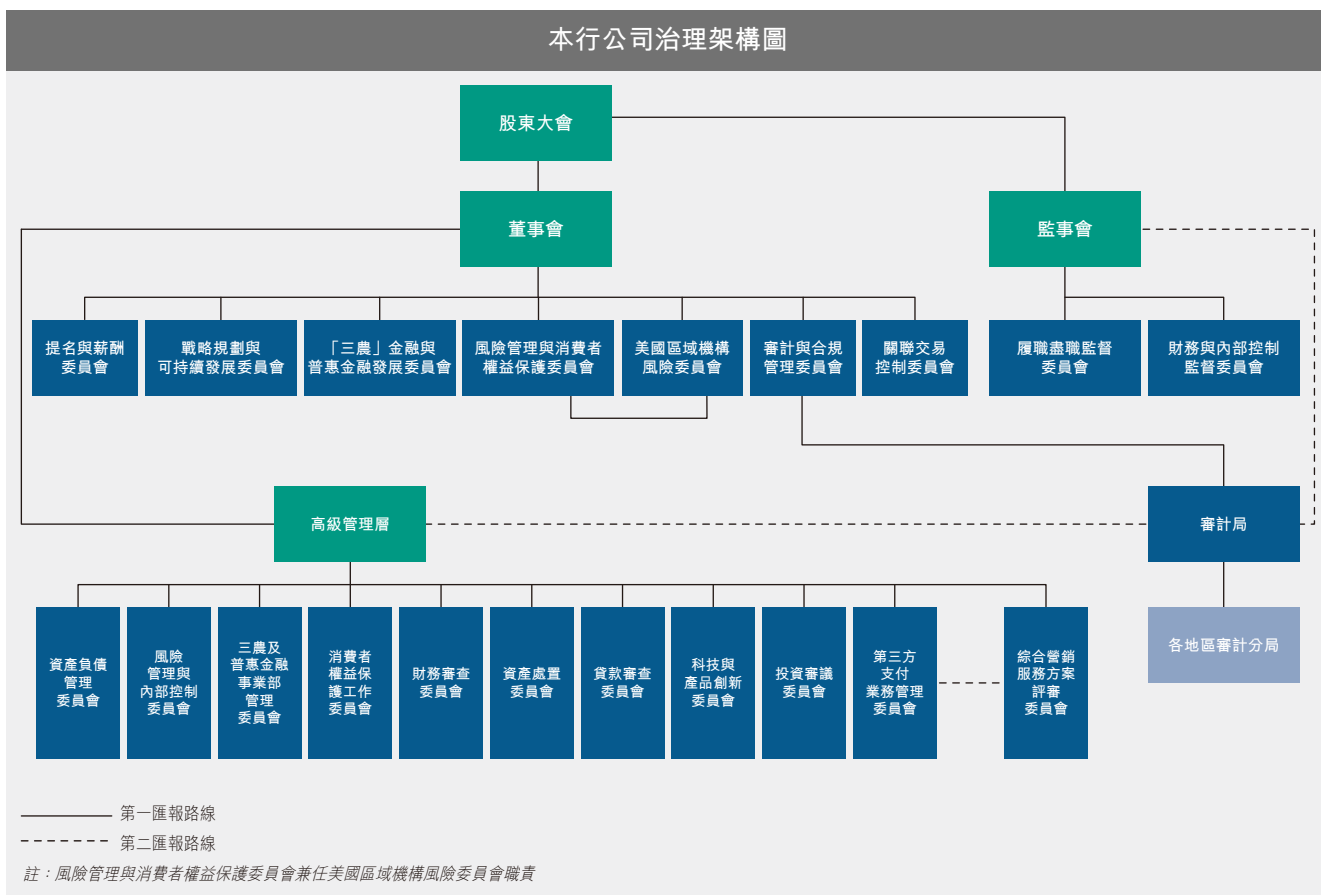 本行公司治理架構圖
股東大會
董事會
監事會
提名與薪酬
委員會
戰略規劃與
可持續發展委員會
「三農」金融與
普惠金融發展委員會
風險管理與消費者
權益保護委員會
美國區域機構
風險委員會
審計與合規
管理委員會
關聯交易
控制委員會
履職盡職監督
委員會
財務與內部控制
監督委員會
高級管理層
審計局
資產負債
管理
委員會
風險
管理與
內部控制
委員會
三農及
普惠金融
事業部
管理
委員會
消費者
權益保
護工作
委員會
財務審查
委員會
資產處置
委員會
貸款審查
委員會
科技與
產品創新
委員會
投資審議
委員會
第三方
支付
業務管理
委員會
綜合營銷
服務方案
評審
委員會
各地區審計分局
第一匯報路線
第二匯報路線
註：風險管理與消費者權益保護委員會兼任美國區域機構風險委員會職責